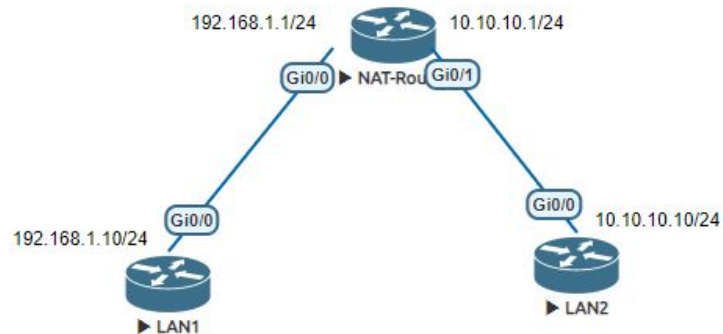 192.168.1.1/24
10.10.10.1/24
Gi0/0
NAT-Rou
Gi0/1
Gi0/0
Gi0/0
192.168.1.10/24
10.10.10.10/24
LAN1
LAN2